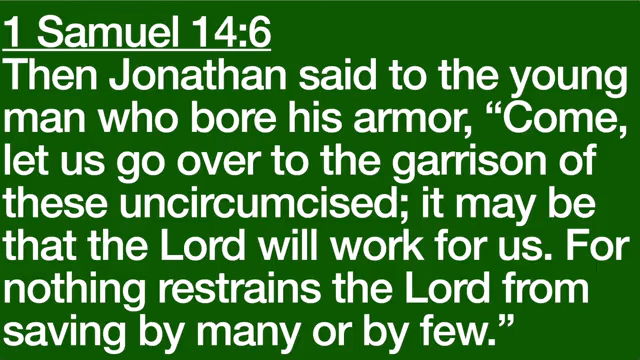 1 Samuel 14:6
Then Jonathan said to the young
man who bore his armor, “Come,
let us go over to the garrison of
these uncircumcised; it may be
that the Lord will work for us. For
nothing restrains the Lord from
saving by many or by few.”